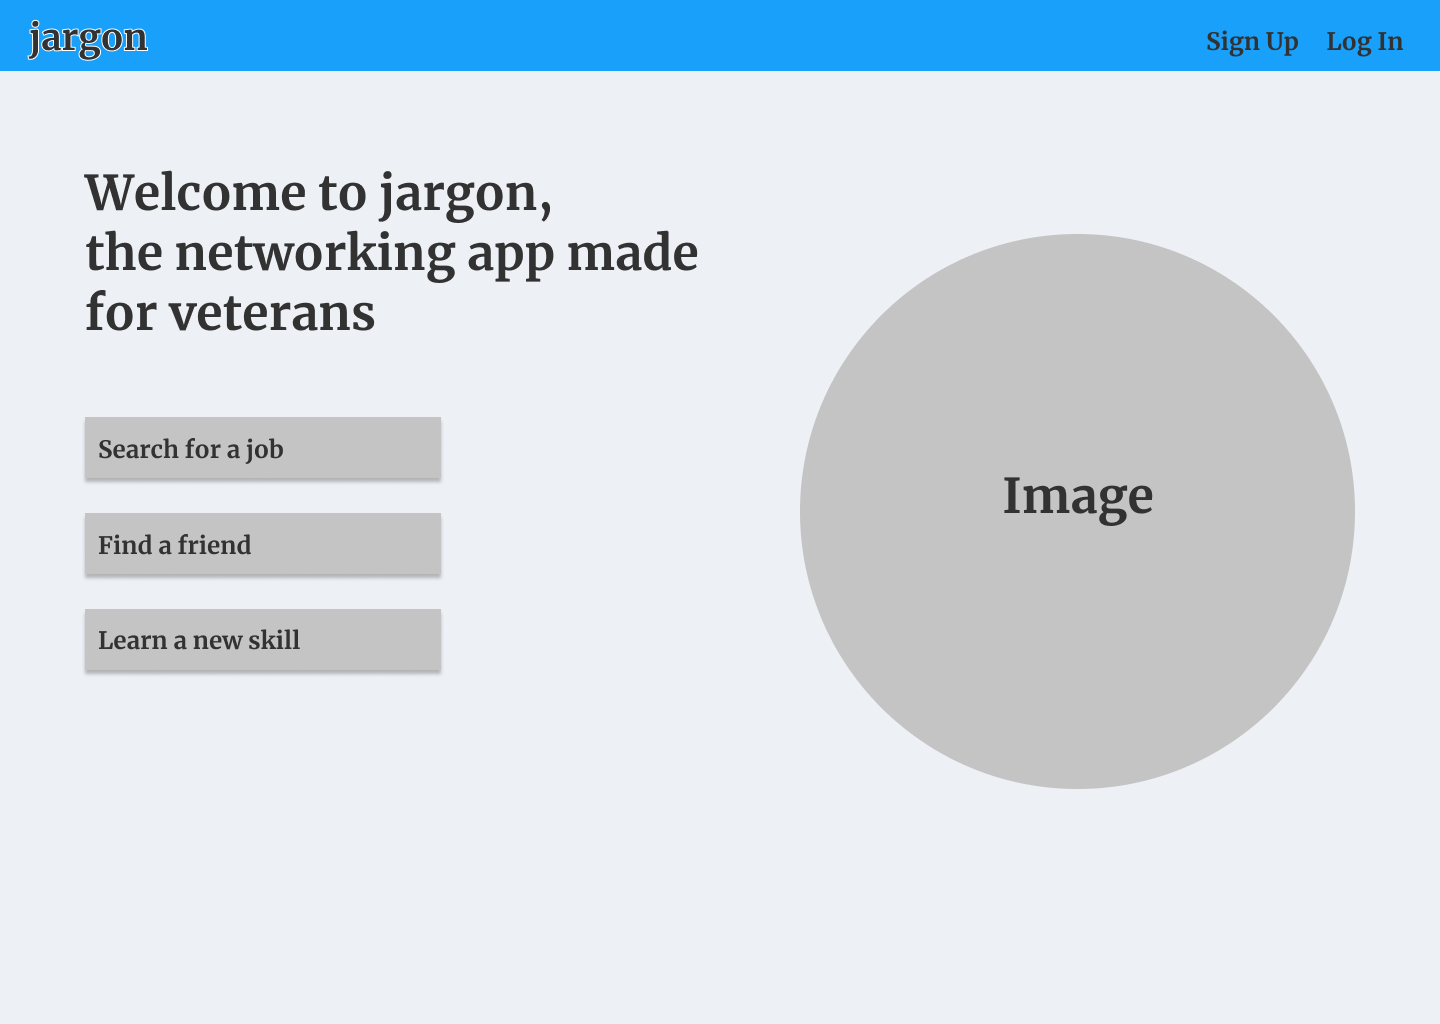 jargon
Sign Up
Log In
Welcome to jargon,
the networking app made
for veterans
Search for a job
Find a friend
Learn a new skill
Image